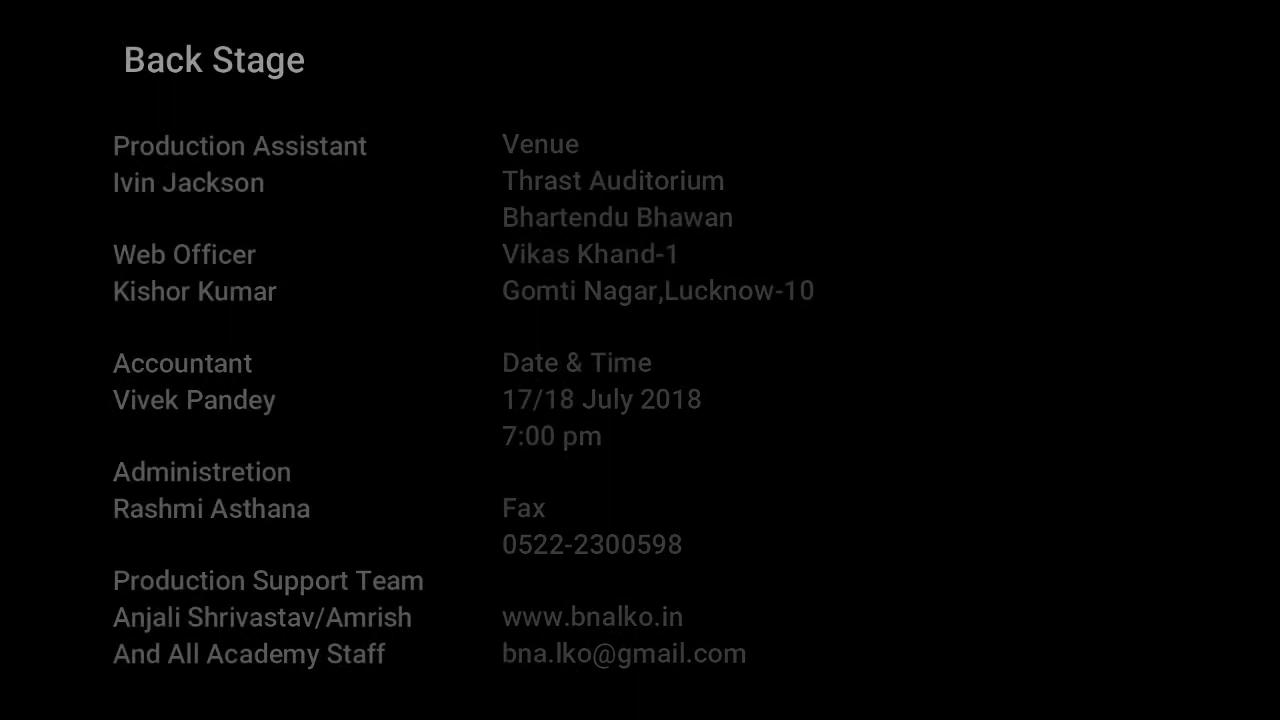 Back Stage
Production Assistant
Ivin Jackson
Web Officer
Kishor Kumar
Accountant
Vivek Pandey
Administretion
Rashmi Asthana
Production Support Team
Anjali Shrivastav/Amrish
And All Academy Staff
Venue
Thrast Auditorium
Bhartendu Bhawan
Vikas Khand-1
Gomti Nagar,Lucknow-10
Date & Time
17/18 July 2018
7:00 pm
Fax
0522-2300598
www.bnalko.in
bna.lko@gmail.com